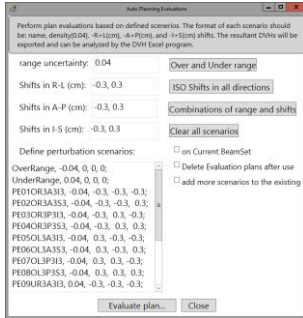 Auto Planning Evaluations
Perform plan evaluations based on defined scenarios. The format of each scenario should
be: name, density(0.04), -R+L(cm), -A+P(cm), and -I+S(cm) shifts. The resultant DVHs will be
exported and can be analyzed by the DVH Excel program.
range uncertainty: 0.04
Over and Under range
Shifts in R-L (cm): -0.3, 0.3
ISO Shifts in all directions
Shifts in A-P (cm): -0.3, 0.3
Combinations of range and shifts
Shifts in I-S (cm): -0.3, 0.3
Clear all scenarios
Define perturbation scenarios:
on Current BeamSet
Delete Evaluation plans after use
add more scenarios to the existing
OverRange, -0.04, 0, 0, 0;
UnderRange, 0.04, 0, 0, 0;
PE01OR3A3I3, -0.04, -0.3, -0.3, -0.3;
PE02OR3A3S3, -0.04, -0.3, -0.3, 0.3;
PE03OR3P3I3, -0.04, -0.3, 0.3, -0.3;
PE04OR3P3S3, -0.04, -0.3, 0.3, 0.3;
PE05OL3A3I3, -0.04, 0.3, -0.3, -0.3;
PE06OL3A3S3, -0.04, 0.3, -0.3, 0.3;
PE07OL3P3I3, -0.04, 0.3, 0.3, -0.3;
PE08OL3P3S3, -0.04, 0.3, 0.3, 0.3;
PE09UR3A3I3, 0.04, -0.3, -0.3, -0.3;
Evaluate plan...
Close